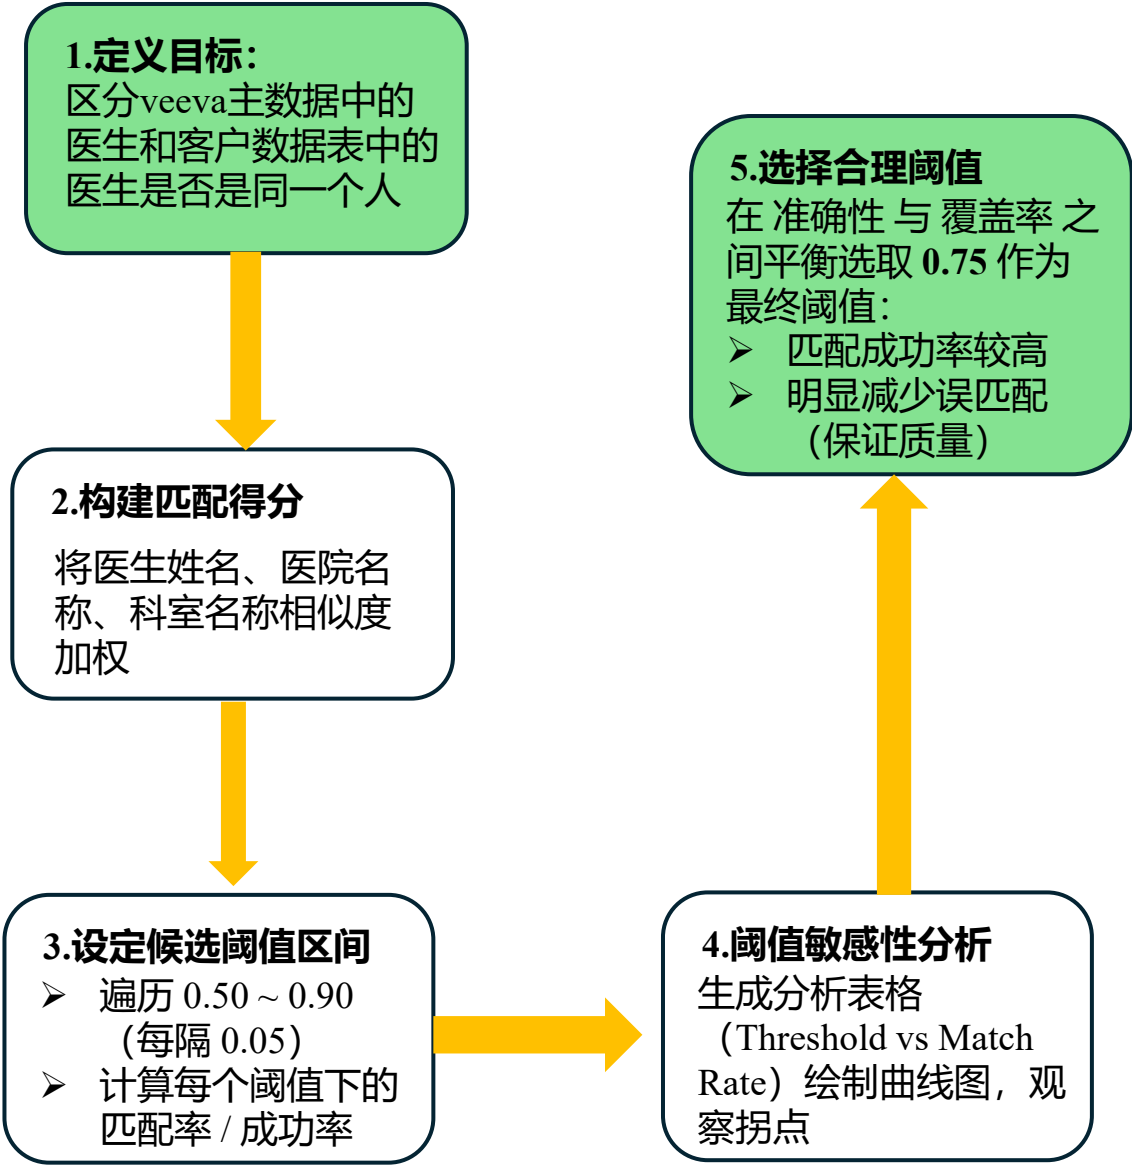 1.定义目标：
区分veeva主数据中的
医生和客户数据表中的
医生是否是同一个人
2.构建匹配得分
将医生姓名、医院名
称、科室名称相似度
加权
3.设定候选阈值区间
➢ 遍历 0.50 ~ 0.90
（每隔 0.05）
➢ 计算每个阈值下的
匹配率 / 成功率
4.阈值敏感性分析
生成分析表格
（Threshold vs Match
Rate）绘制曲线图，观
察拐点
5.选择合理阈值
在 准确性 与 覆盖率 之
间平衡选取 0.75 作为
最终阈值：
➢ 匹配成功率较高
➢ 明显减少误匹配
（保证质量）